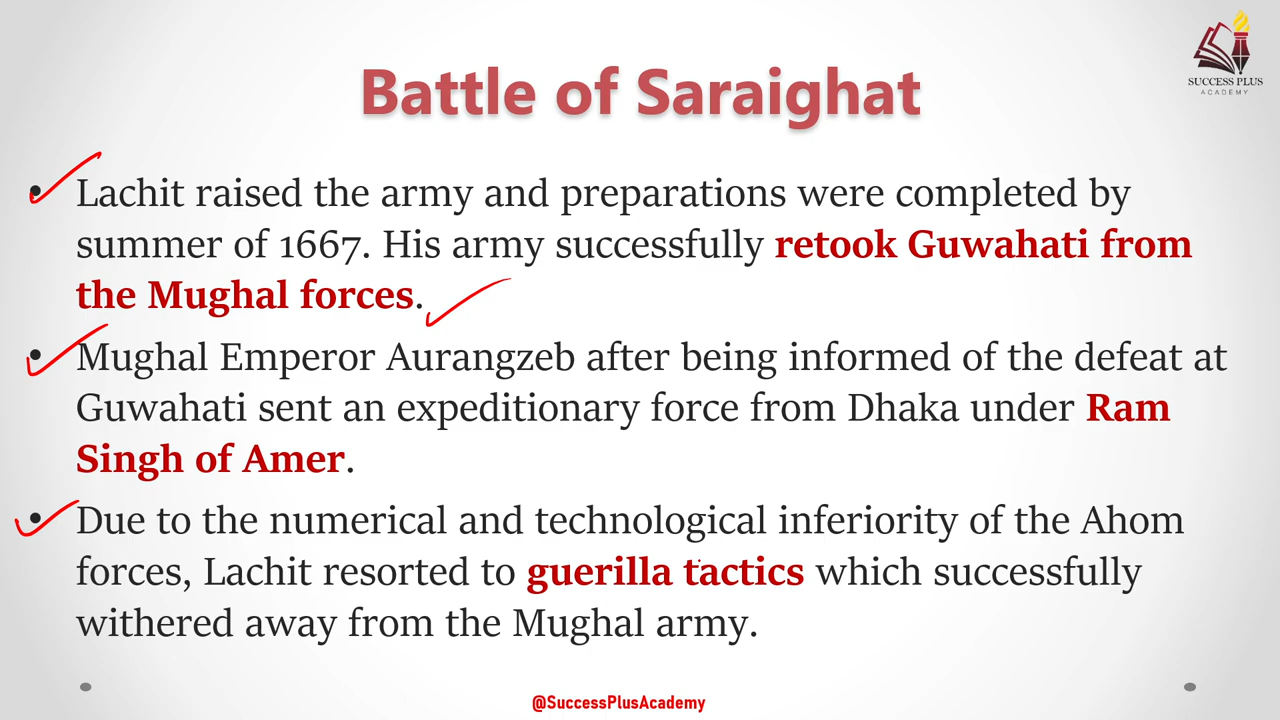 SUCCESS PLUS
ACADEMY
Battle of Saraighat
• Lachit raised the army and preparations were completed by
summer of 1667. His army successfully retook Guwahati from
the Mughal forces.
• Mughal Emperor Aurangzeb after being informed of the defeat at
Guwahati sent an expeditionary force from Dhaka under Ram
Singh of Amer.
• Due to the numerical and technological inferiority of the Ahom
forces, Lachit resorted to guerilla tactics which successfully
withered away from the Mughal army.
@SuccessPlusAcademy